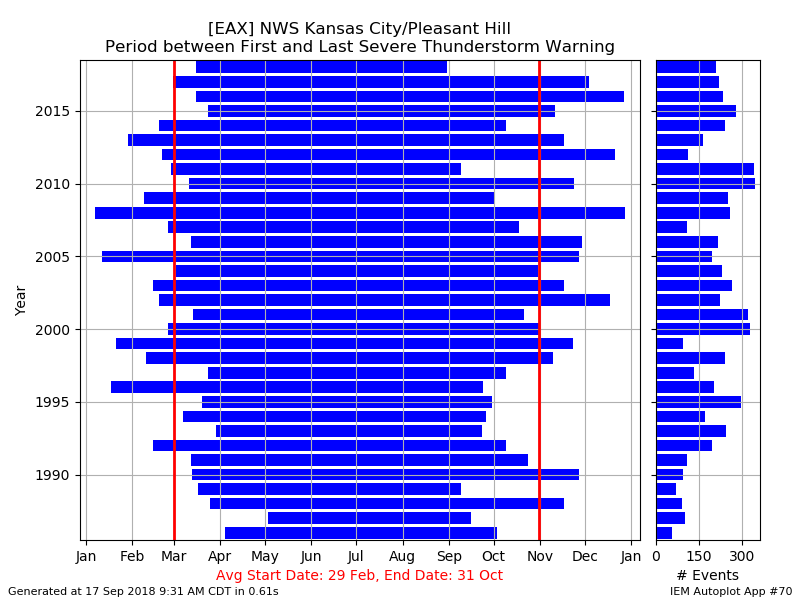 [EAX] NWS Kansas City/Pleasant Hill
Period between First and Last Severe Thunderstorm Warning
Year
2015
2010
2005
2000
1995
1990
Jan Feb Mar Apr May Jun Jul Aug Sep Oct Nov Dec Jan
0 150 300
Avg Start Date: 29 Feb, End Date: 31 Oct
# Events
Generated at 17 Sep 2018 9:31 AM CDT in 0.61s
IEM Autoplot App #70